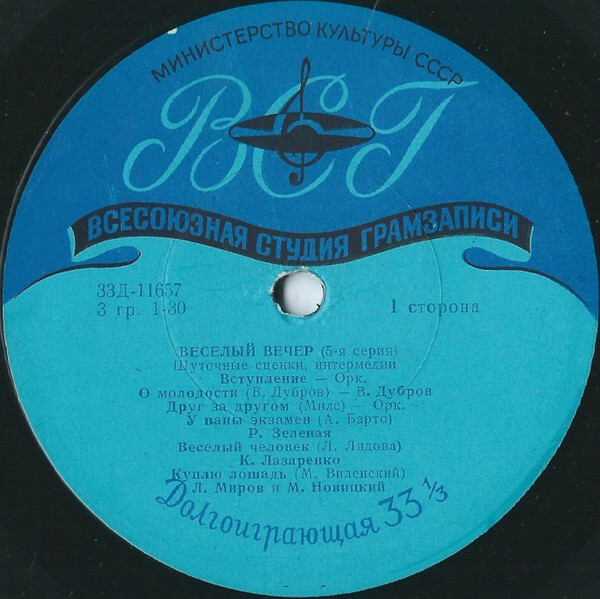 МИНИСТЕРСТВО КУЛЬТУРЫ СССР
ВСГ
ВСЕСОЮЗНАЯ СТУДИЯ ГРАМЗАПИСИ
33Д-11657
3 гр. 1-30
1 сторона
ВЕСЕЛЫЙ ВЕЧЕР (5-я серия)
Шуточные сценки, интермедии
Вступление — Орк.
О молодости (В. Дубров) — В. Дубров
Друг за другом (Милс) — Орк.
У папы экзамен (А. Барто)
Р. Зеленая
Веселый человек (Л. Лядова)
К. Лазаренко
Куплю лошадь (М. Виленский)
Л. Миров и М. Новицкий
Долгоиграющая 33 1/3